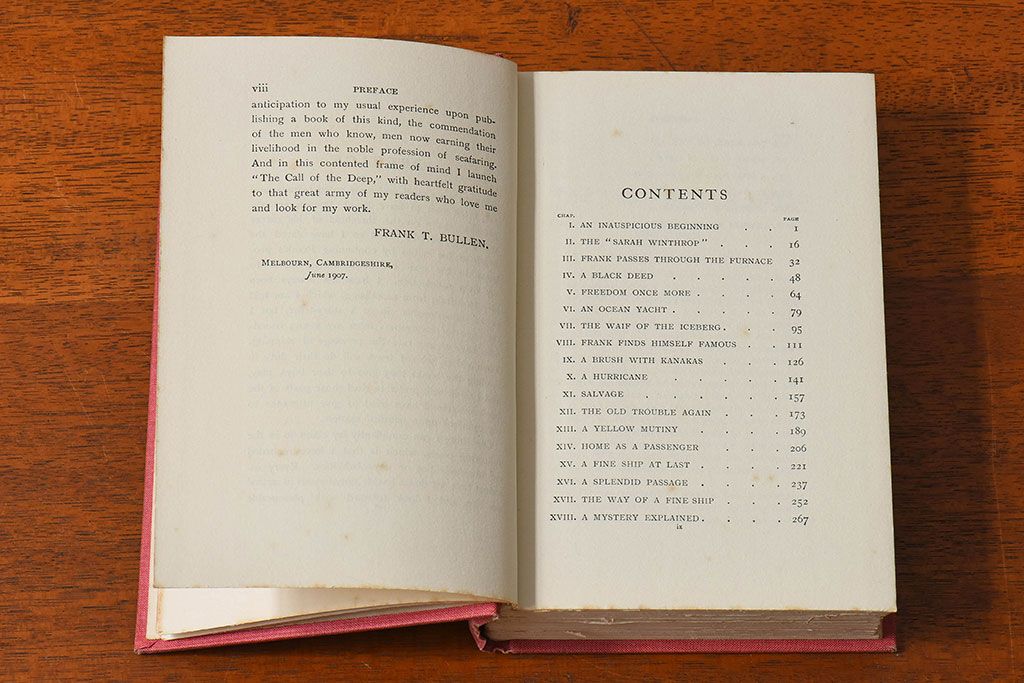 viii PREFACE
anticipation to my usual experience upon pub-
lishing a book of this kind, the commendation
of the men who know, men now earning their
livelihood in the noble profession of seafaring.
And in this contented frame of mind I launch
"The Call of the Deep," with heartfelt gratitude
to that great army of my readers who love me
and look for my work.
FRANK T. BULLEN.
MELBOURN, CAMBRIDGESHIRE,
June 1907.
CONTENTS
CHAP. PAGE
I. AN INAUSPICIOUS BEGINNING . . 1
II. THE "SARAH WINTHROP" . . . 16
III. FRANK PASSES THROUGH THE FURNACE 32
IV. A BLACK DEED . . . . . 48
V. FREEDOM ONCE MORE . . . . 64
VI. AN OCEAN YACHT . . . . . 79
VII. THE WAIF OF THE ICEBERG . . . 95
VIII. FRANK FINDS HIMSELF FAMOUS . . 111
IX. A BRUSH WITH KANAKAS . . . 126
X. A HURRICANE . . . . . 141
XI. SALVAGE . . . . . . 157
XII. THE OLD TROUBLE AGAIN . . . 173
XIII. A YELLOW MUTINY . . . . 189
XIV. HOME AS A PASSENGER . . . 206
XV. A FINE SHIP AT LAST . . . . 221
XVI. A SPLENDID PASSAGE . . . . 237
XVII. THE WAY OF A FINE SHIP . . . 252
XVIII. A MYSTERY EXPLAINED . . . . 267
ix